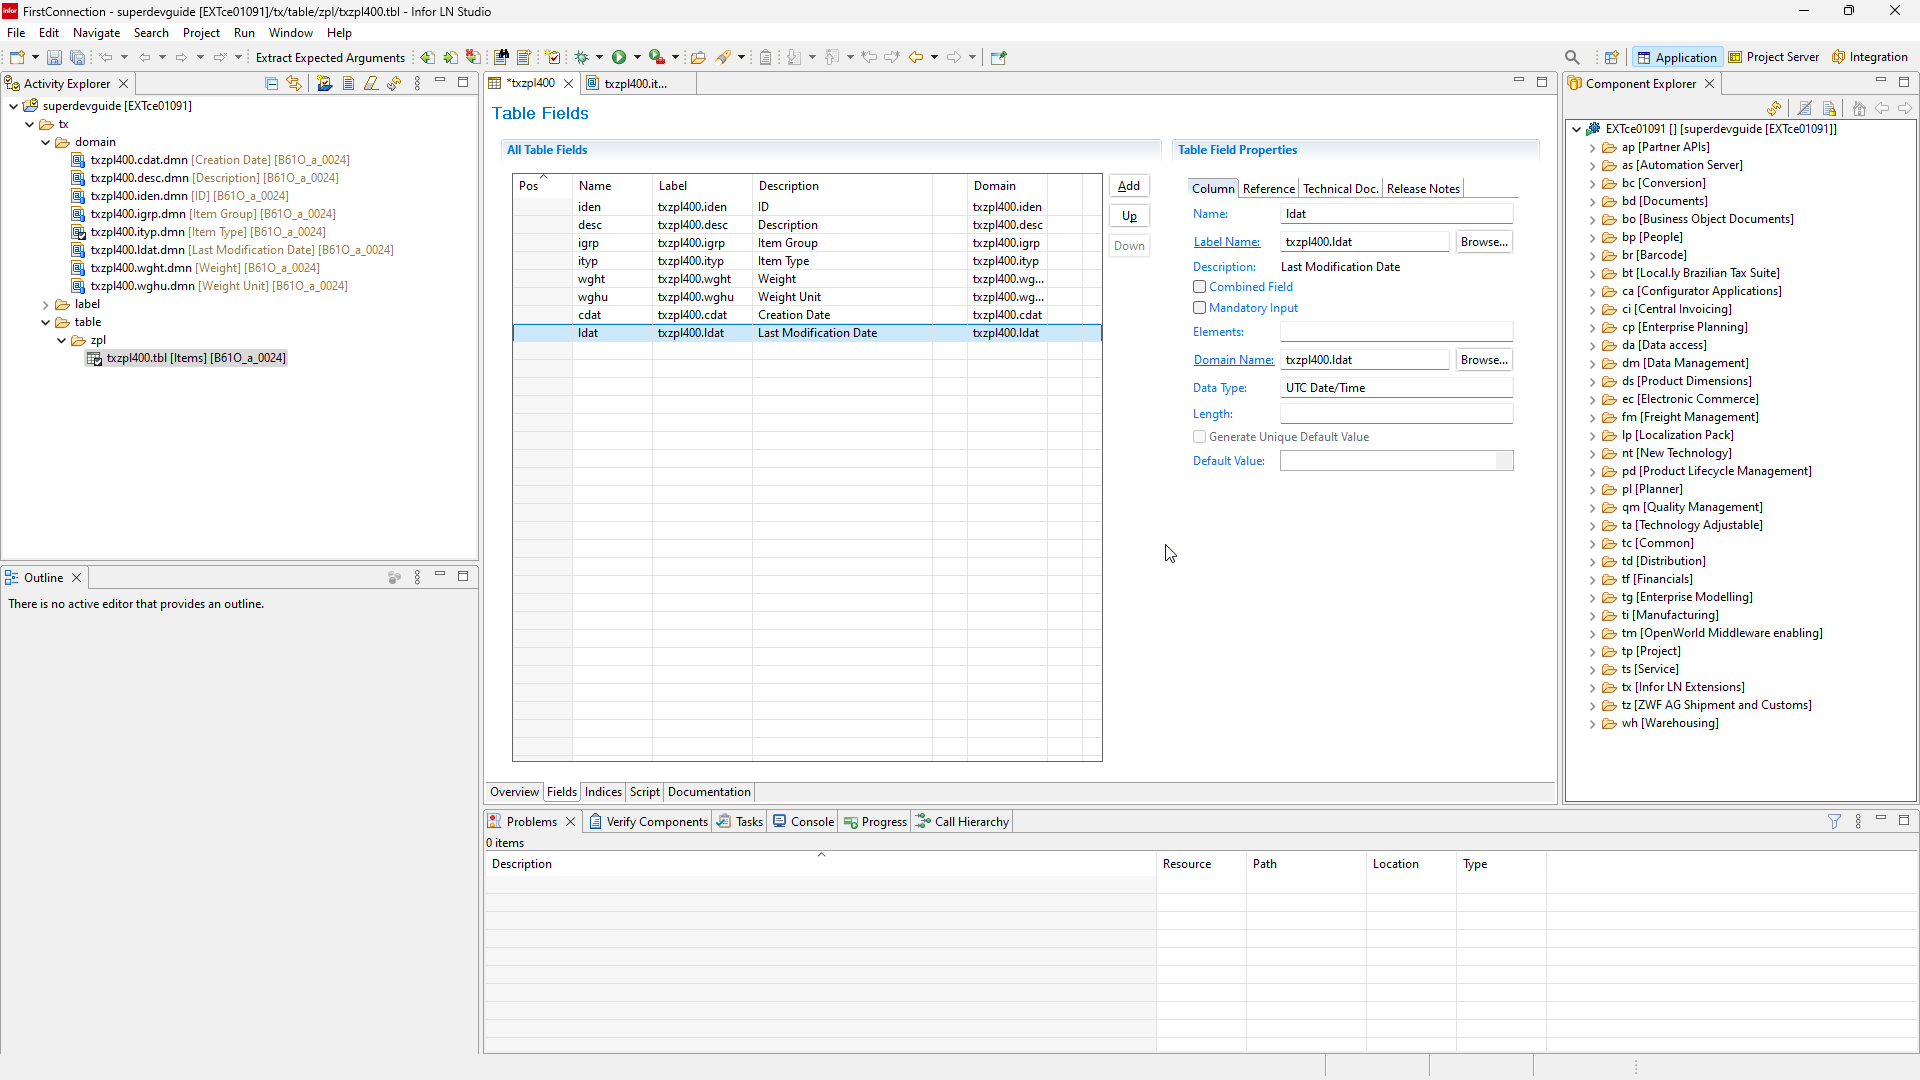 infor FirstConnection - superdevguide [EXTce01091]/tx/table/zpl/txzpl400.tbl - Infor LN Studio
File Edit Navigate Search Project Run Window Help
Extract Expected Arguments
Application Project Server Integration
Activity Explorer
superdevguide [EXTce01091]
tx
domain
txzpl400.cdat.dmn [Creation Date] [B61O_a_0024]
txzpl400.desc.dmn [Description] [B61O_a_0024]
txzpl400.iden.dmn [ID] [B61O_a_0024]
txzpl400.igrp.dmn [Item Group] [B61O_a_0024]
txzpl400.ityp.dmn [Item Type] [B61O_a_0024]
txzpl400.ldat.dmn [Last Modification Date] [B61O_a_0024]
txzpl400.wght.dmn [Weight] [B61O_a_0024]
txzpl400.wghu.dmn [Weight Unit] [B61O_a_0024]
label
table
zpl
txzpl400.tbl [Items] [B61O_a_0024]
Outline
There is no active editor that provides an outline.
*txzpl400 txzpl400.it...
Table Fields
All Table Fields
Pos Name Label Description Domain
iden txzpl400.iden ID txzpl400.iden
desc txzpl400.desc Description txzpl400.desc
igrp txzpl400.igrp Item Group txzpl400.igrp
ityp txzpl400.ityp Item Type txzpl400.ityp
wght txzpl400.wght Weight txzpl400.wg...
wghu txzpl400.wghu Weight Unit txzpl400.wg...
cdat txzpl400.cdat Creation Date txzpl400.cdat
ldat txzpl400.ldat Last Modification Date txzpl400.ldat
Add
Up
Down
Table Field Properties
Column Reference Technical Doc. Release Notes
Name: ldat
Label Name: txzpl400.ldat Browse...
Description: Last Modification Date
Combined Field
Mandatory Input
Elements:
Domain Name: txzpl400.ldat Browse...
Data Type: UTC Date/Time
Length:
Generate Unique Default Value
Default Value:
Overview Fields Indices Script Documentation
Problems Verify Components Tasks Console Progress Call Hierarchy
0 items
Description Resource Path Location Type
Component Explorer
EXTce01091 [] [superdevguide [EXTce01091]]
ap [Partner APIs]
as [Automation Server]
bc [Conversion]
bd [Documents]
bo [Business Object Documents]
bp [People]
br [Barcode]
bt [Local.ly Brazilian Tax Suite]
ca [Configurator Applications]
ci [Central Invoicing]
cp [Enterprise Planning]
da [Data access]
dm [Data Management]
ds [Product Dimensions]
ec [Electronic Commerce]
fm [Freight Management]
lp [Localization Pack]
nt [New Technology]
pd [Product Lifecycle Management]
pl [Planner]
qm [Quality Management]
ta [Technology Adjustable]
tc [Common]
td [Distribution]
tf [Financials]
tg [Enterprise Modelling]
ti [Manufacturing]
tm [OpenWorld Middleware enabling]
tp [Project]
ts [Service]
tx [Infor LN Extensions]
tz [ZWF AG Shipment and Customs]
wh [Warehousing]